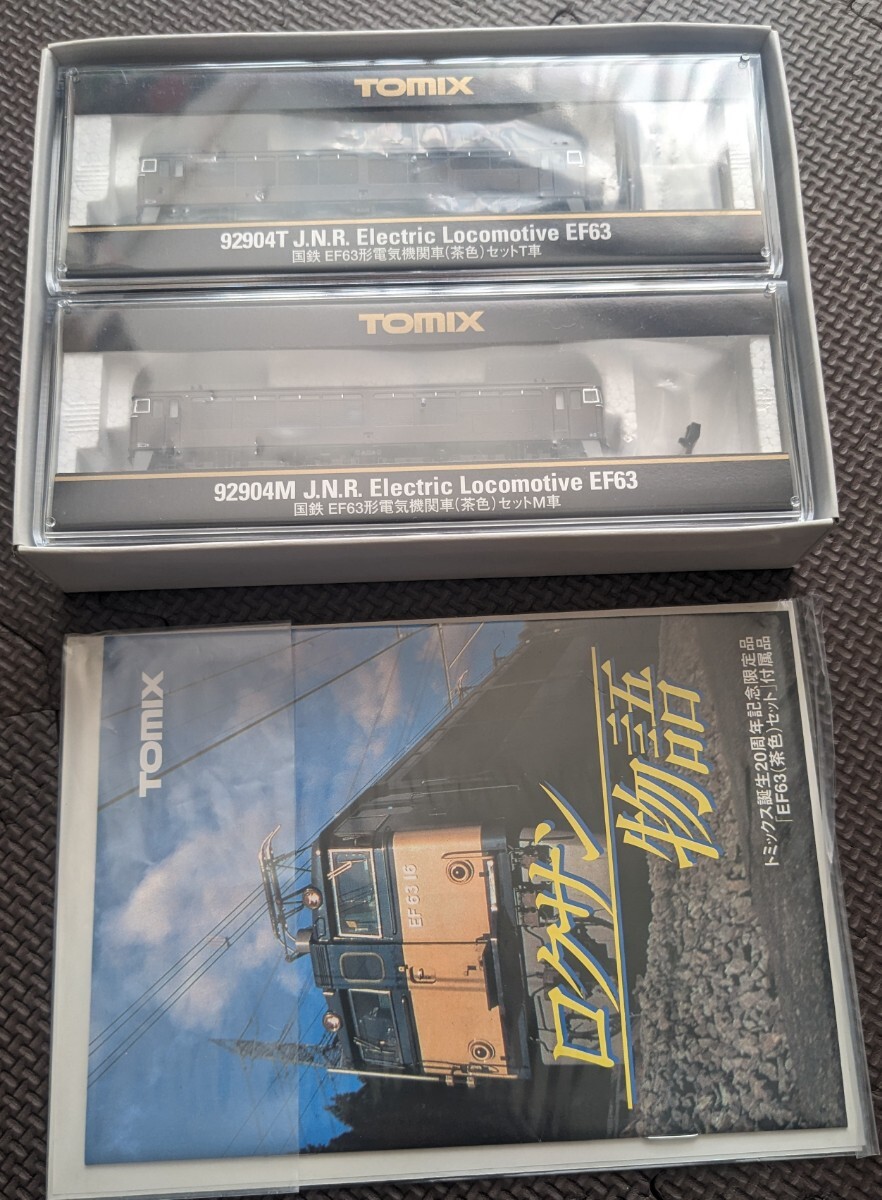 TOMIX
92904T J.N.R. Electric Locomotive EF63
国鉄 EF63形電気機関車(茶色)セットT車
TOMIX
92904M J.N.R. Electric Locomotive EF63
国鉄 EF63形電気機関車(茶色)セットM車
TOMIX
トミックス誕生20周年記念限定品
「EF63(茶色)セット」付属品
ロクサン
物語
EF 63 16